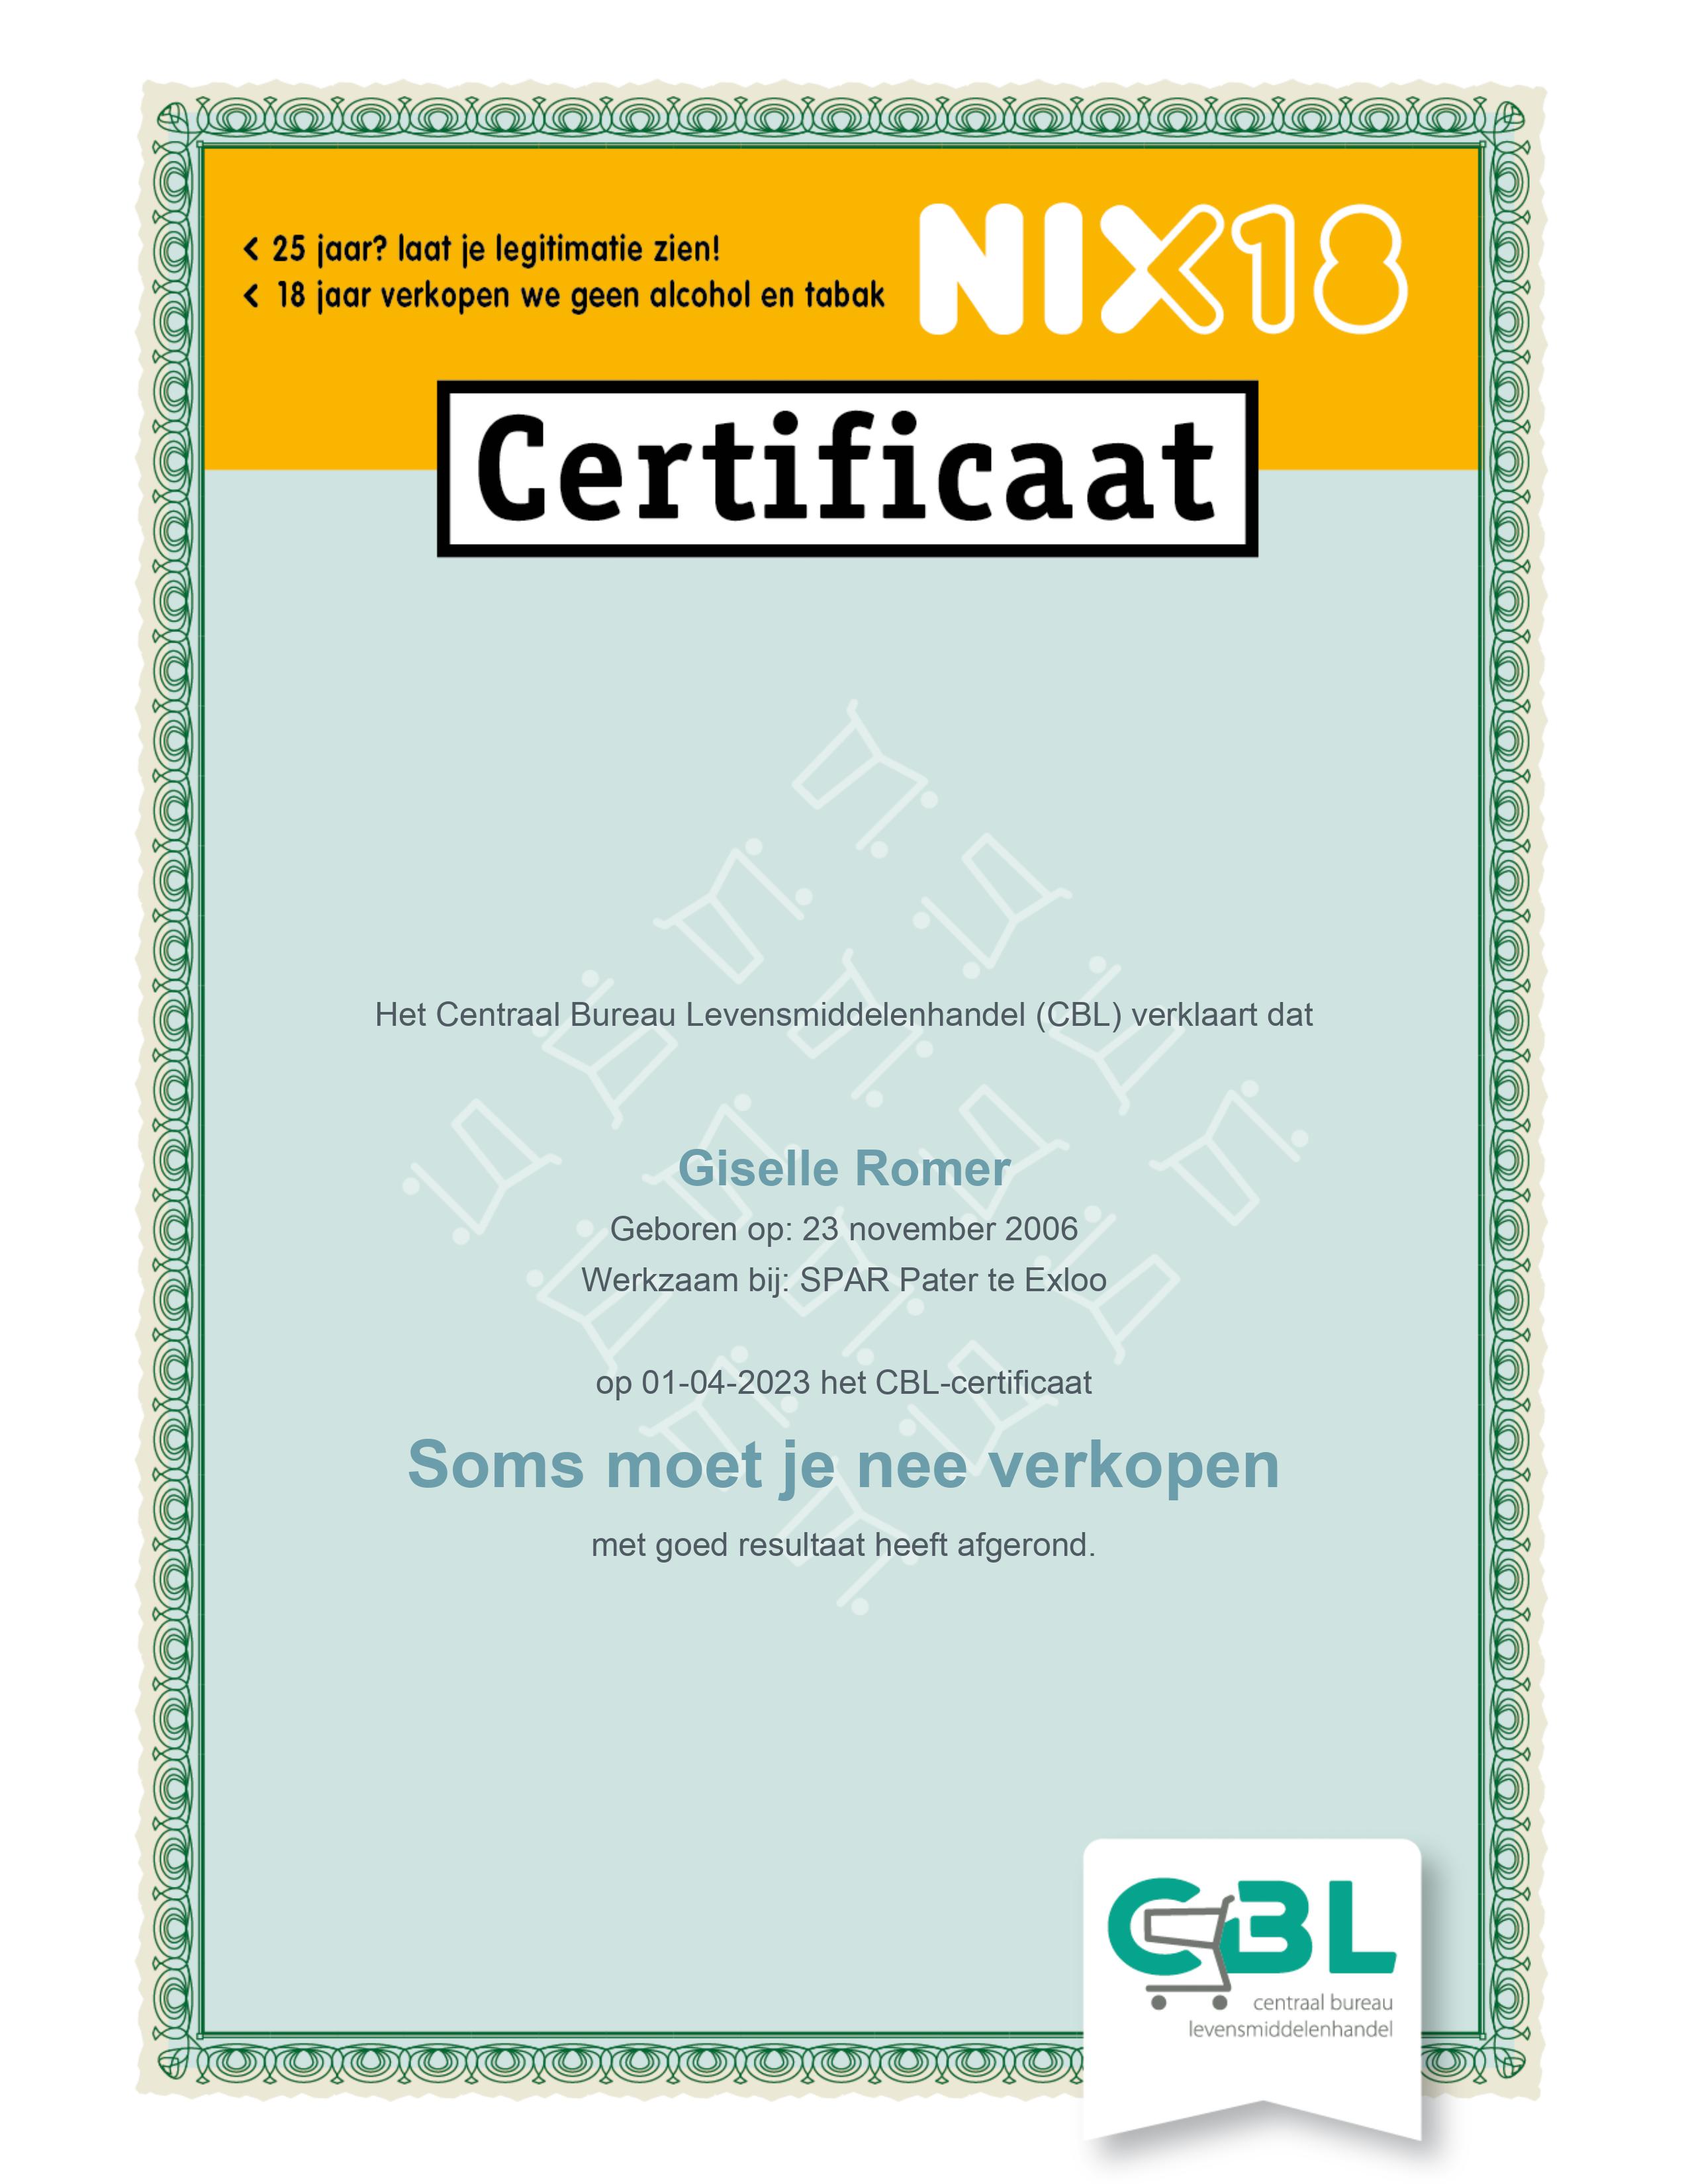 < 25 jaar? laat je legitimatie zien!
< 18 jaar verkopen we geen alcohol en tabak
NIX18
Certificaat
Het Centraal Bureau Levensmiddelenhandel (CBL) verklaart dat
Giselle Romer
Geboren op: 23 november 2006
Werkzaam bij: SPAR Pater te Exloo
op 01-04-2023 het CBL-certificaat
Soms moet je nee verkopen
met goed resultaat heeft afgerond.
CBL
centraal bureau
levensmiddelenhandel